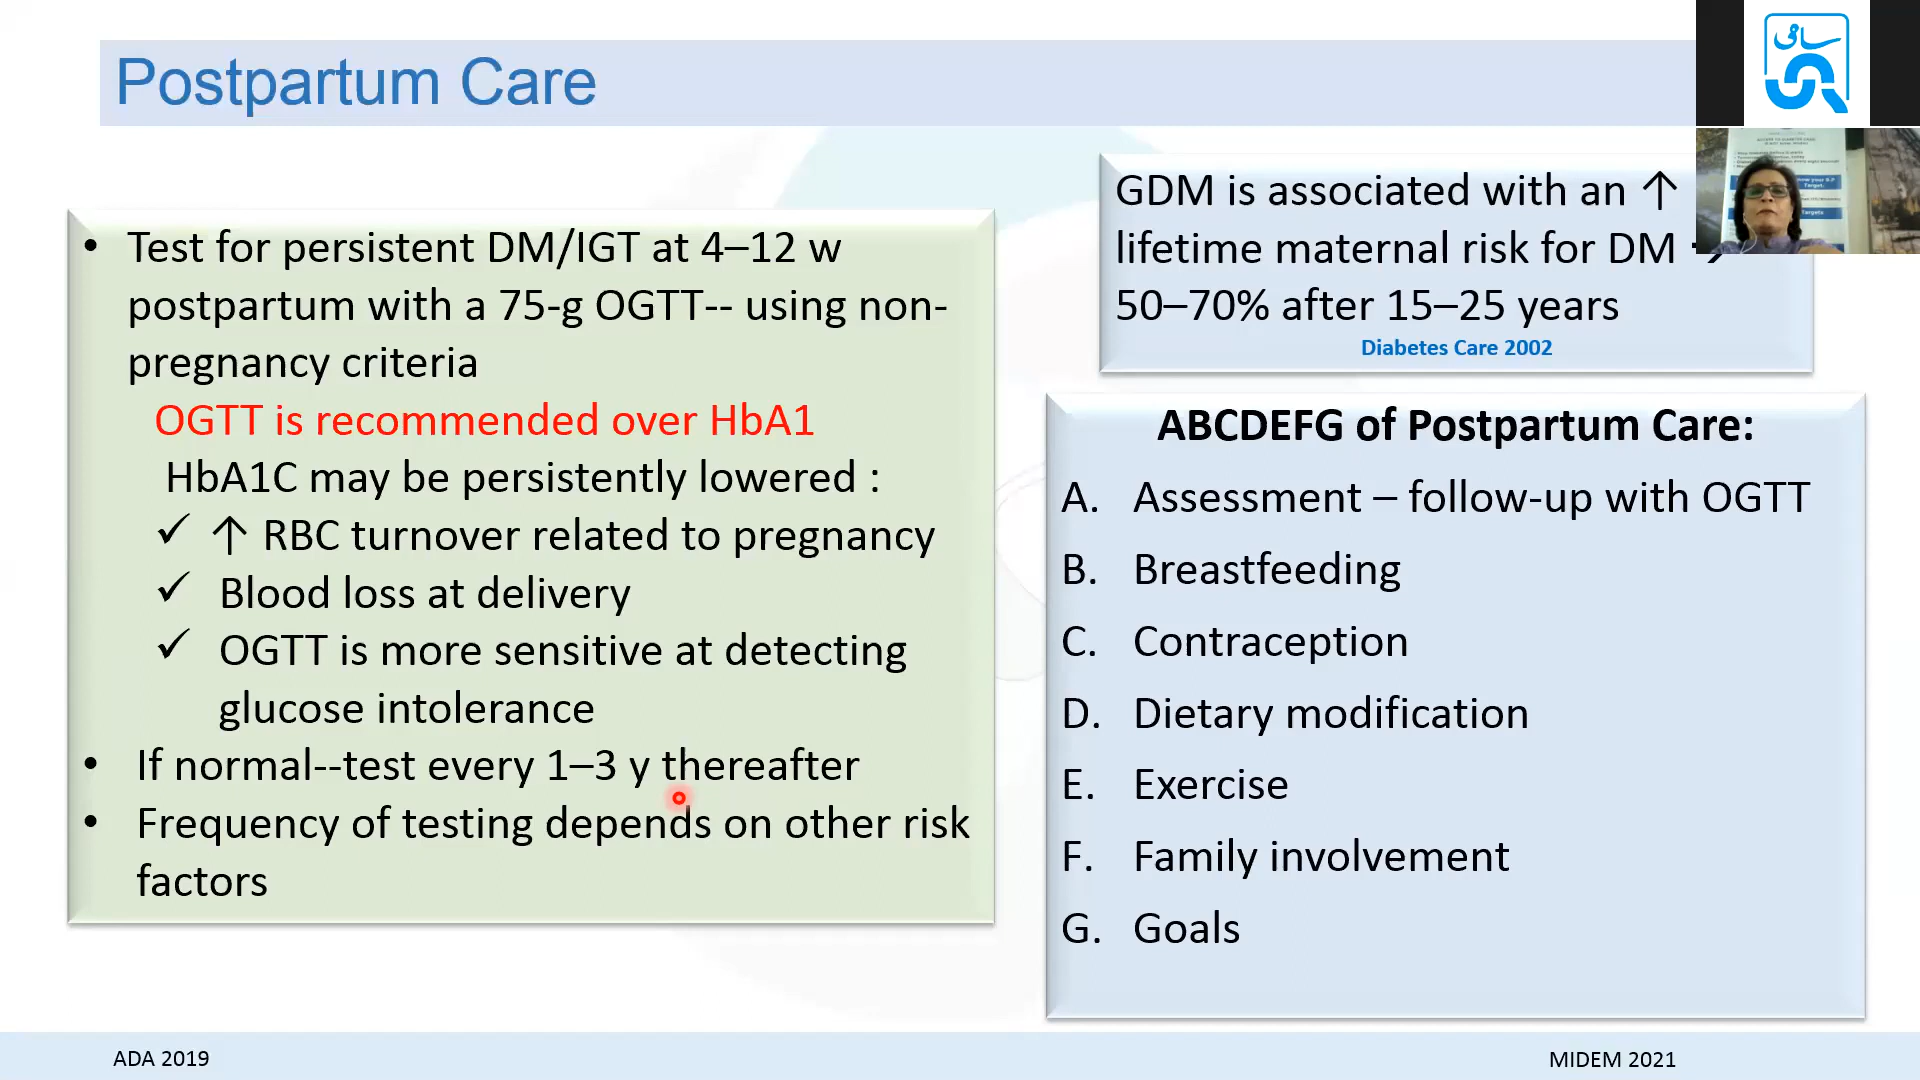 Postpartum Care
• Test for persistent DM/IGT at 4–12 w
postpartum with a 75-g OGTT-- using non-
pregnancy criteria
OGTT is recommended over HbA1
HbA1C may be persistently lowered :
✓ ↑ RBC turnover related to pregnancy
✓ Blood loss at delivery
✓ OGTT is more sensitive at detecting
glucose intolerance
• If normal--test every 1–3 y thereafter
• Frequency of testing depends on other risk
factors
GDM is associated with an ↑
lifetime maternal risk for DM
50–70% after 15–25 years
Diabetes Care 2002
ABCDEFG of Postpartum Care:
A. Assessment – follow-up with OGTT
B. Breastfeeding
C. Contraception
D. Dietary modification
E. Exercise
F. Family involvement
G. Goals
ADA 2019
MIDEM 2021
سامی
Targets